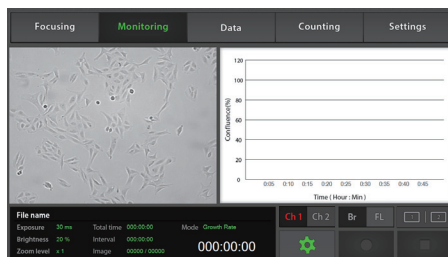 Focusing Monitoring Data Counting Settings
120
100
80
60
40
20
0
Confluence(%)
0:05 0:10 0:15 0:20 0:25 0:30 0:35 0:40 0:45
Time ( Hour : Min )
File name
Exposure 30 ms Total time 000:00:00 Mode Growth Rate
Brightness 20 % Interval 000:00:00
Zoom level x 1 Image 00000 / 00000
000:00:00
Ch 1 Ch 2 Br FL 1 2